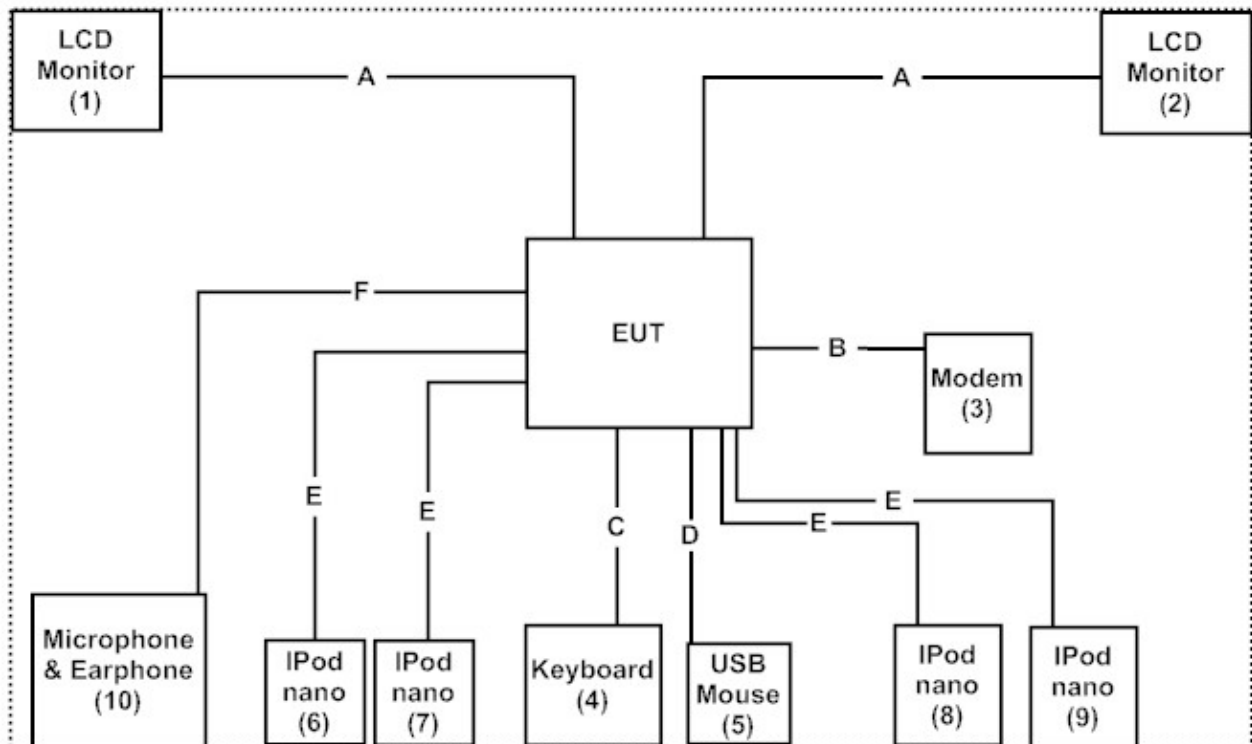 LCD
Monitor
(1)
A
A
LCD
Monitor
(2)
F
EUT
B
Modem
(3)
E
E
C
D
E
E
Microphone
& Earphone
(10)
IPod
nano
(6)
IPod
nano
(7)
Keyboard
(4)
USB
Mouse
(5)
IPod
nano
(8)
IPod
nano
(9)